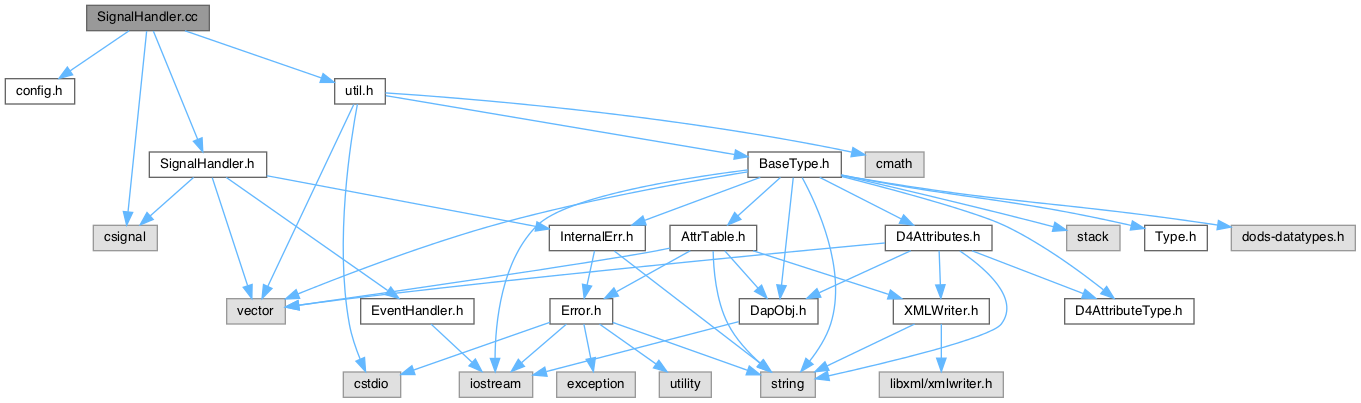 SignalHandler.cc
config.h
util.h
SignalHandler.h
BaseType.h
cmath
csignal
InternalErr.h
AttrTable.h
D4Attributes.h
stack
Type.h
dods-datatypes.h
vector
EventHandler.h
Error.h
DapObj.h
XMLWriter.h
D4AttributeType.h
cstdio
iostream
exception
utility
string
libxml/xmlwriter.h